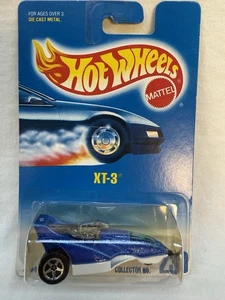 FOR AGES OVER 3
DIE CAST METAL
HOT WHEELS
MATTEL
XT-3
COLLECTOR NO.